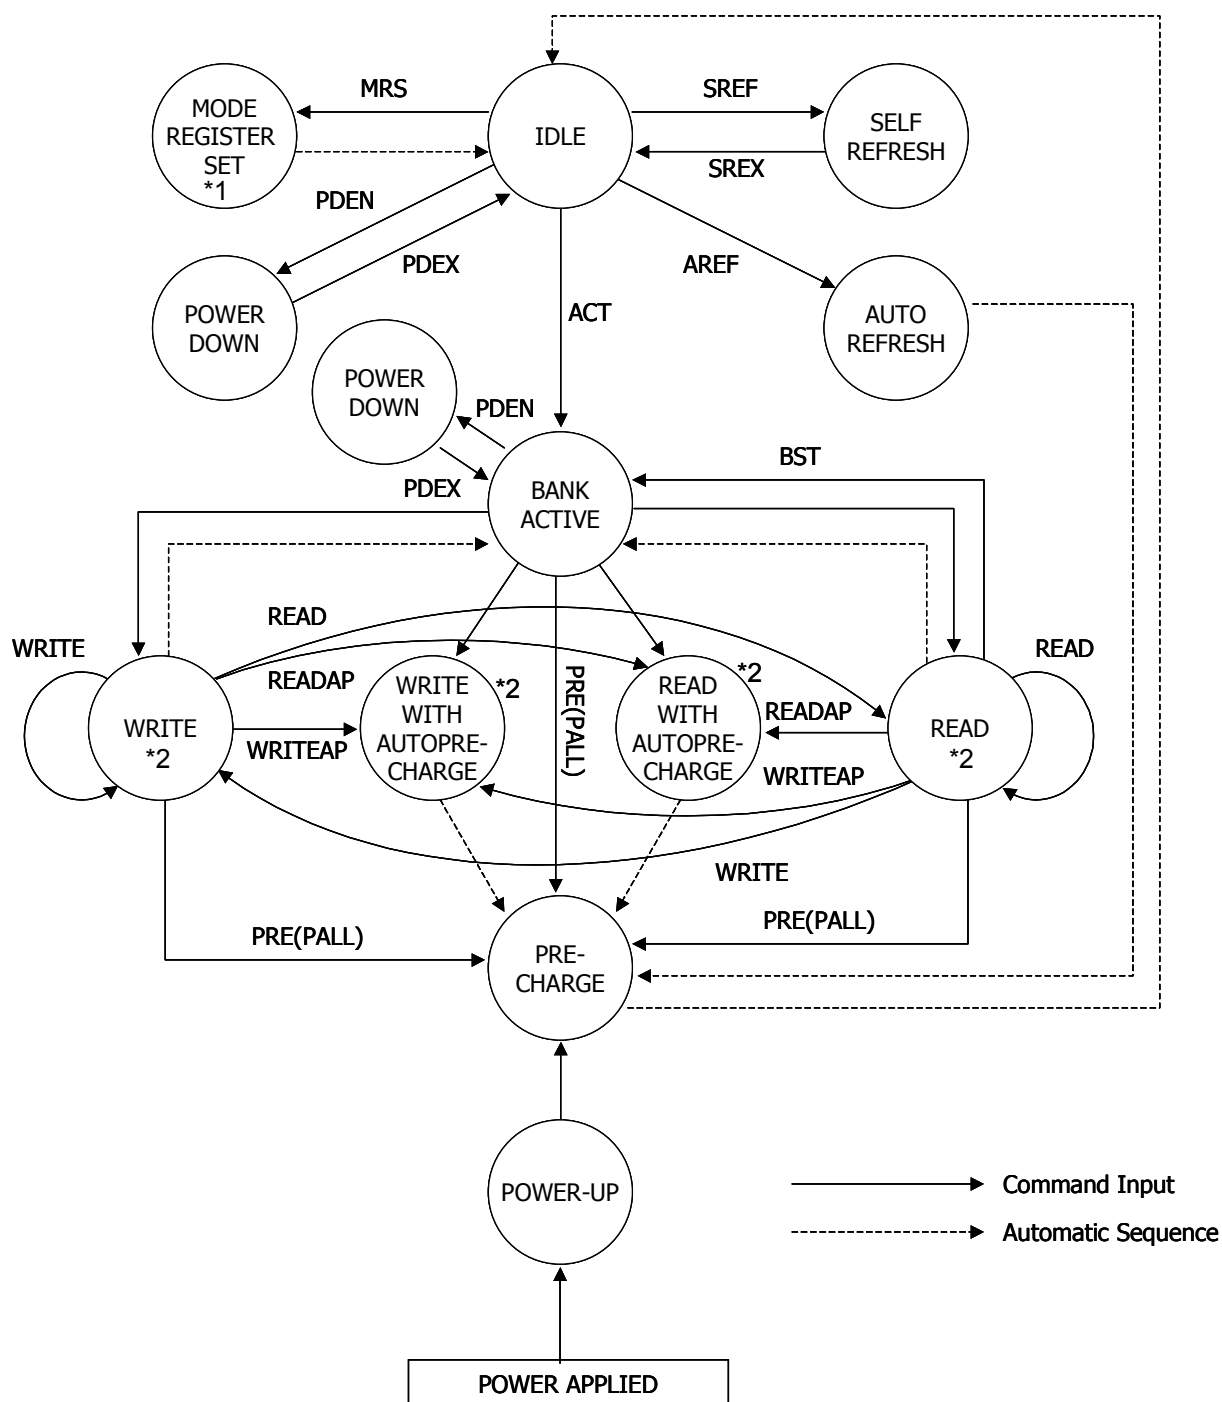 MRS
SREF
MODE
REGISTER
SET
*1
IDLE
SELF
REFRESH
SREX
PDEN
PDEX
AREF
ACT
POWER
DOWN
AUTO
REFRESH
POWER
DOWN
PDEN
PDEX
BST
BANK
ACTIVE
READ
WRITE
READ
READAP
WRITE
*2
WRITEAP
WRITE
WITH
AUTOPRE-
CHARGE
*2
PRE(PALL)
READ
WITH
AUTOPRE-
CHARGE
*2
READAP
WRITEAP
READ
*2
WRITE
PRE(PALL)
PRE(PALL)
PRE-
CHARGE
POWER-UP
Command Input
Automatic Sequence
POWER APPLIED